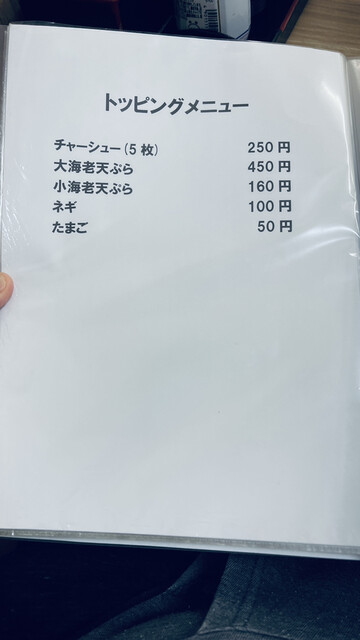 トッピングメニュー
チャーシュー(5枚) 250円
大海老天ぷら 450円
小海老天ぷら 160円
ネギ 100円
たまご 50円